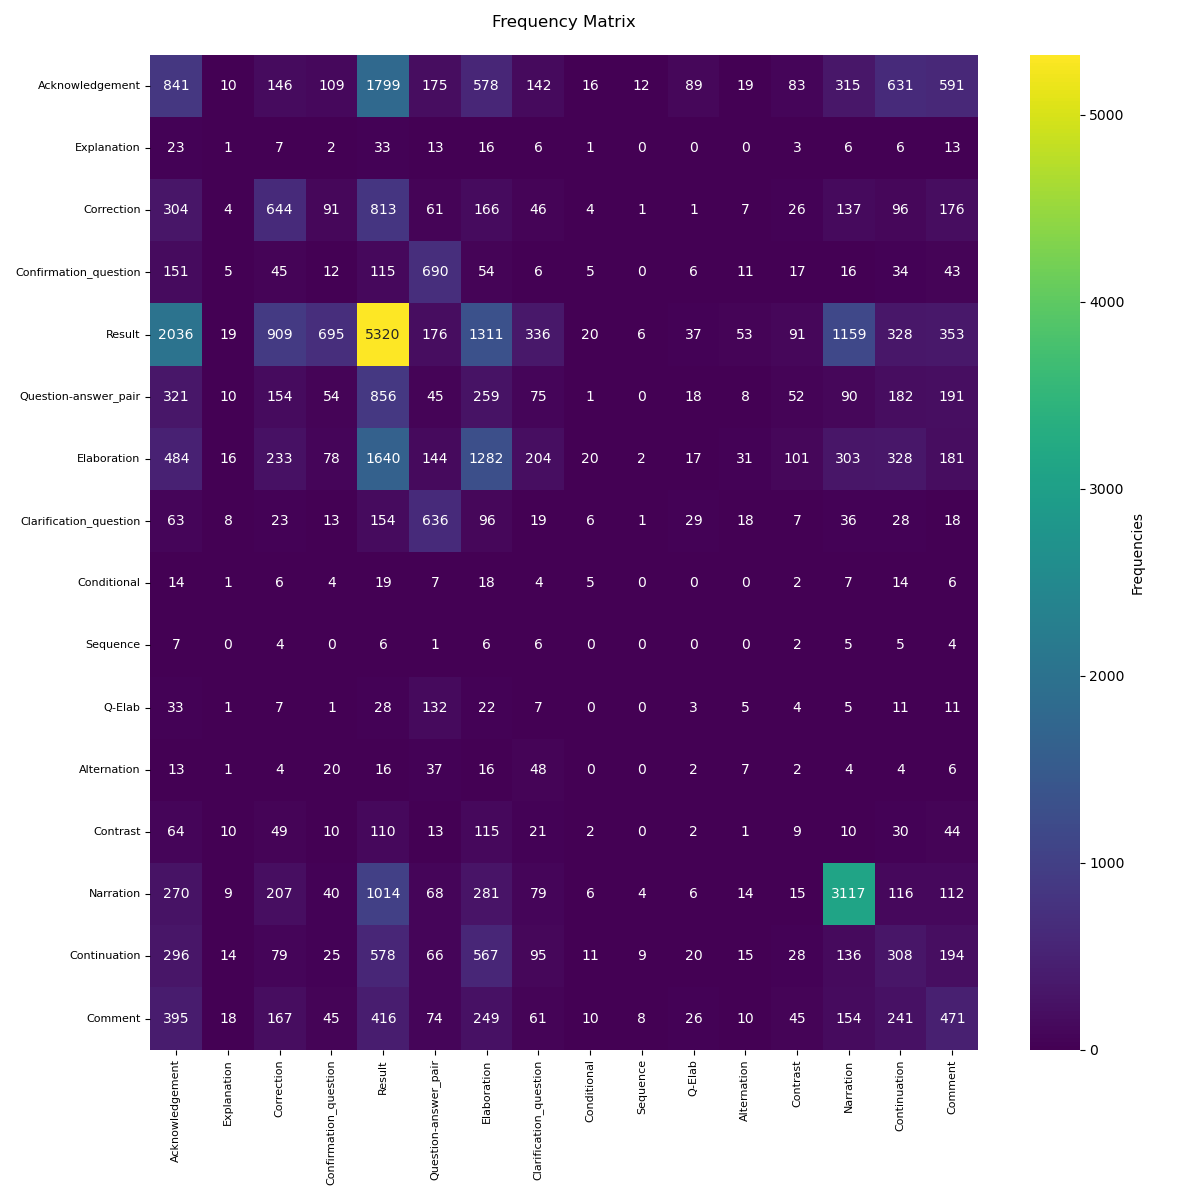 Frequency Matrix
Acknowledgement 841 10 146 109 1799 175 578 142 16 12 89 19 83 315 631 591
Explanation 23 1 7 2 33 13 16 6 1 0 0 0 3 6 6 13
Correction 304 4 644 91 813 61 166 46 4 1 1 7 26 137 96 176
Confirmation_question 151 5 45 12 115 690 54 6 5 0 6 11 17 16 34 43
Result 2036 19 909 695 5320 176 1311 336 20 6 37 53 91 1159 328 353
Question-answer_pair 321 10 154 54 856 45 259 75 1 0 18 8 52 90 182 191
Elaboration 484 16 233 78 1640 144 1282 204 20 2 17 31 101 303 328 181
Clarification_question 63 8 23 13 154 636 96 19 6 1 29 18 7 36 28 18
Conditional 14 1 6 4 19 7 18 4 5 0 0 0 2 7 14 6
Sequence 7 0 4 0 6 1 6 6 0 0 0 0 2 5 5 4
Q-Elab 33 1 7 1 28 132 22 7 0 0 3 5 4 5 11 11
Alternation 13 1 4 20 16 37 16 48 0 0 2 7 2 4 4 6
Contrast 64 10 49 10 110 13 115 21 2 0 2 1 9 10 30 44
Narration 270 9 207 40 1014 68 281 79 6 4 6 14 15 3117 116 112
Continuation 296 14 79 25 578 66 567 95 11 9 20 15 28 136 308 194
Comment 395 18 167 45 416 74 249 61 10 8 26 10 45 154 241 471
Acknowledgement
Explanation
Correction
Confirmation_question
Result
Question-answer_pair
Elaboration
Clarification_question
Conditional
Sequence
Q-Elab
Alternation
Contrast
Narration
Continuation
Comment
5000
4000
3000
2000
1000
0
Frequencies